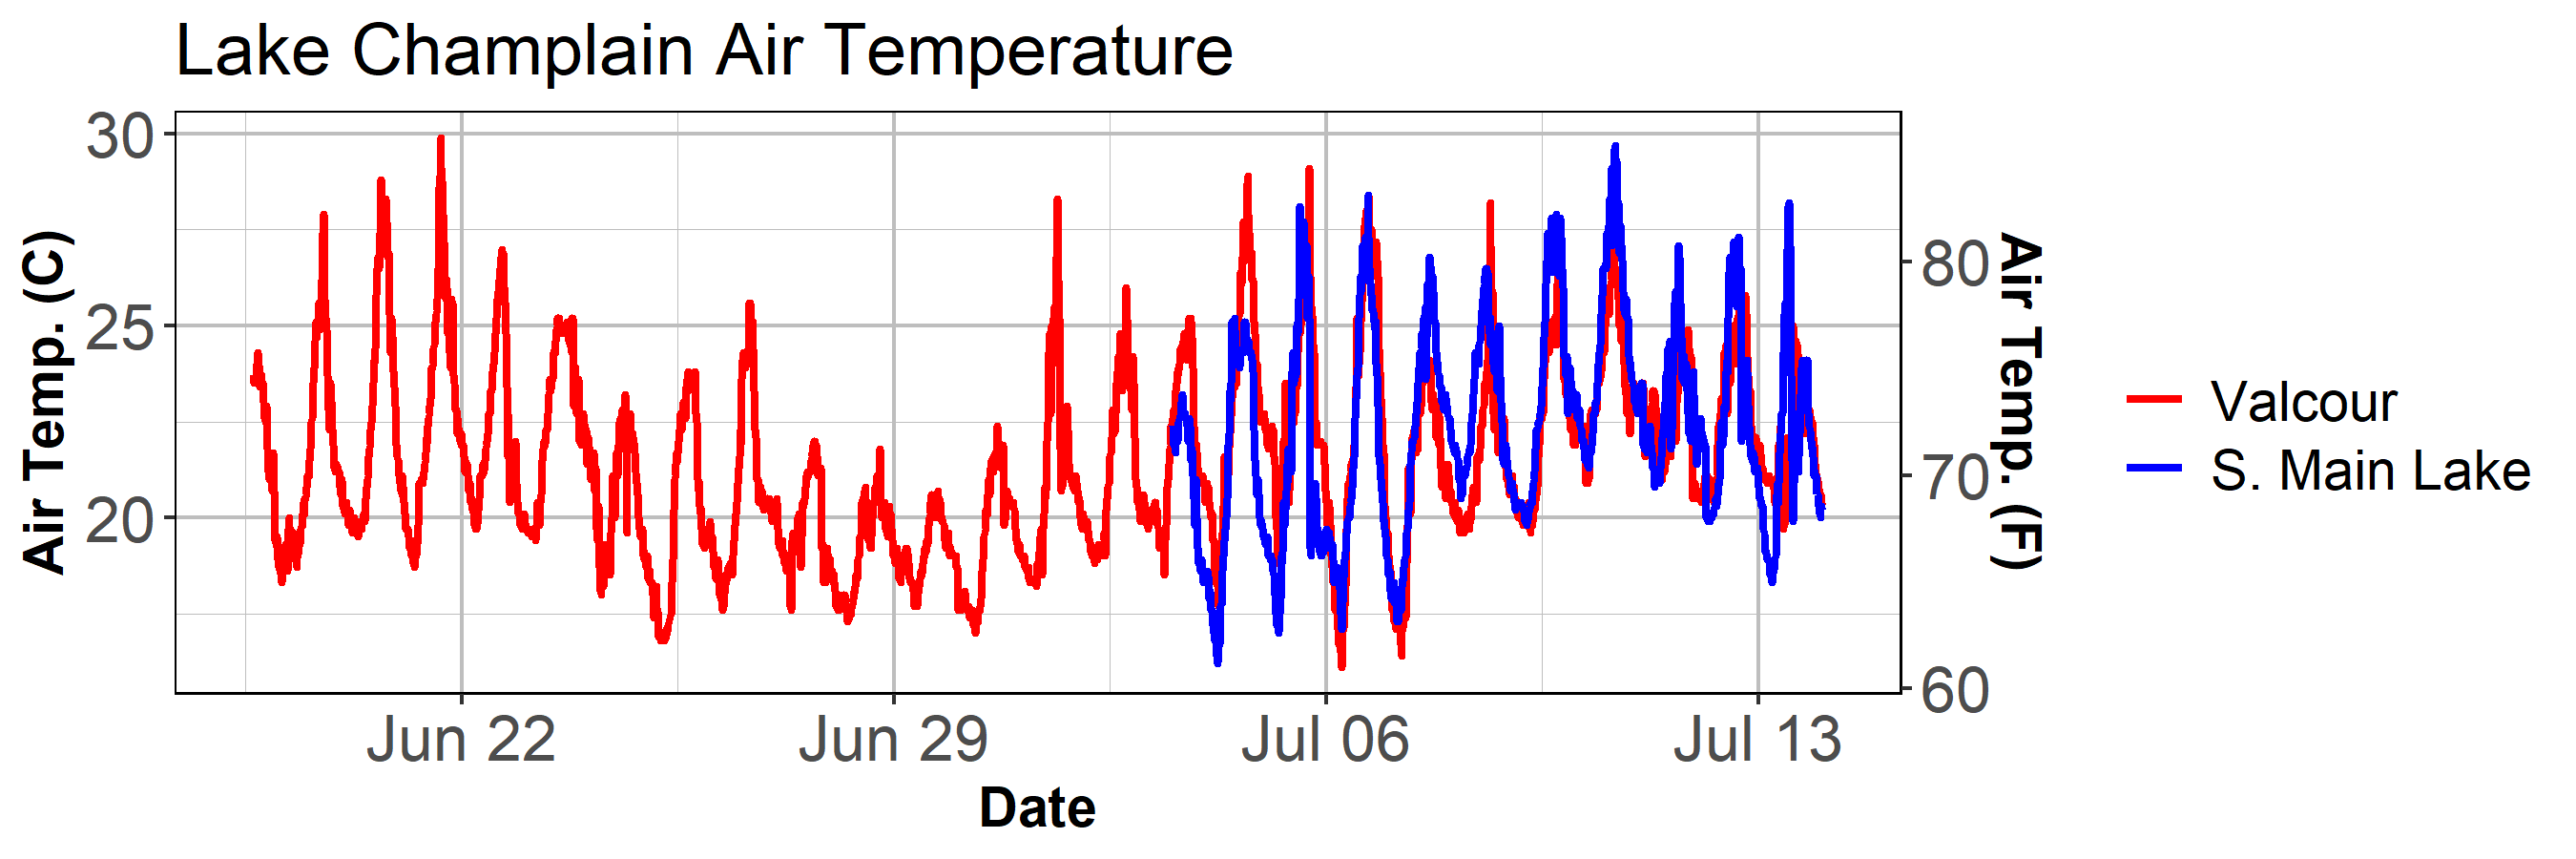 Lake Champlain Air Temperature
Air Temp. (C)
30
25
20
80
70
60
Air Temp. (F)
Jun 22
Jun 29
Jul 06
Jul 13
Date
Valcour
S. Main Lake